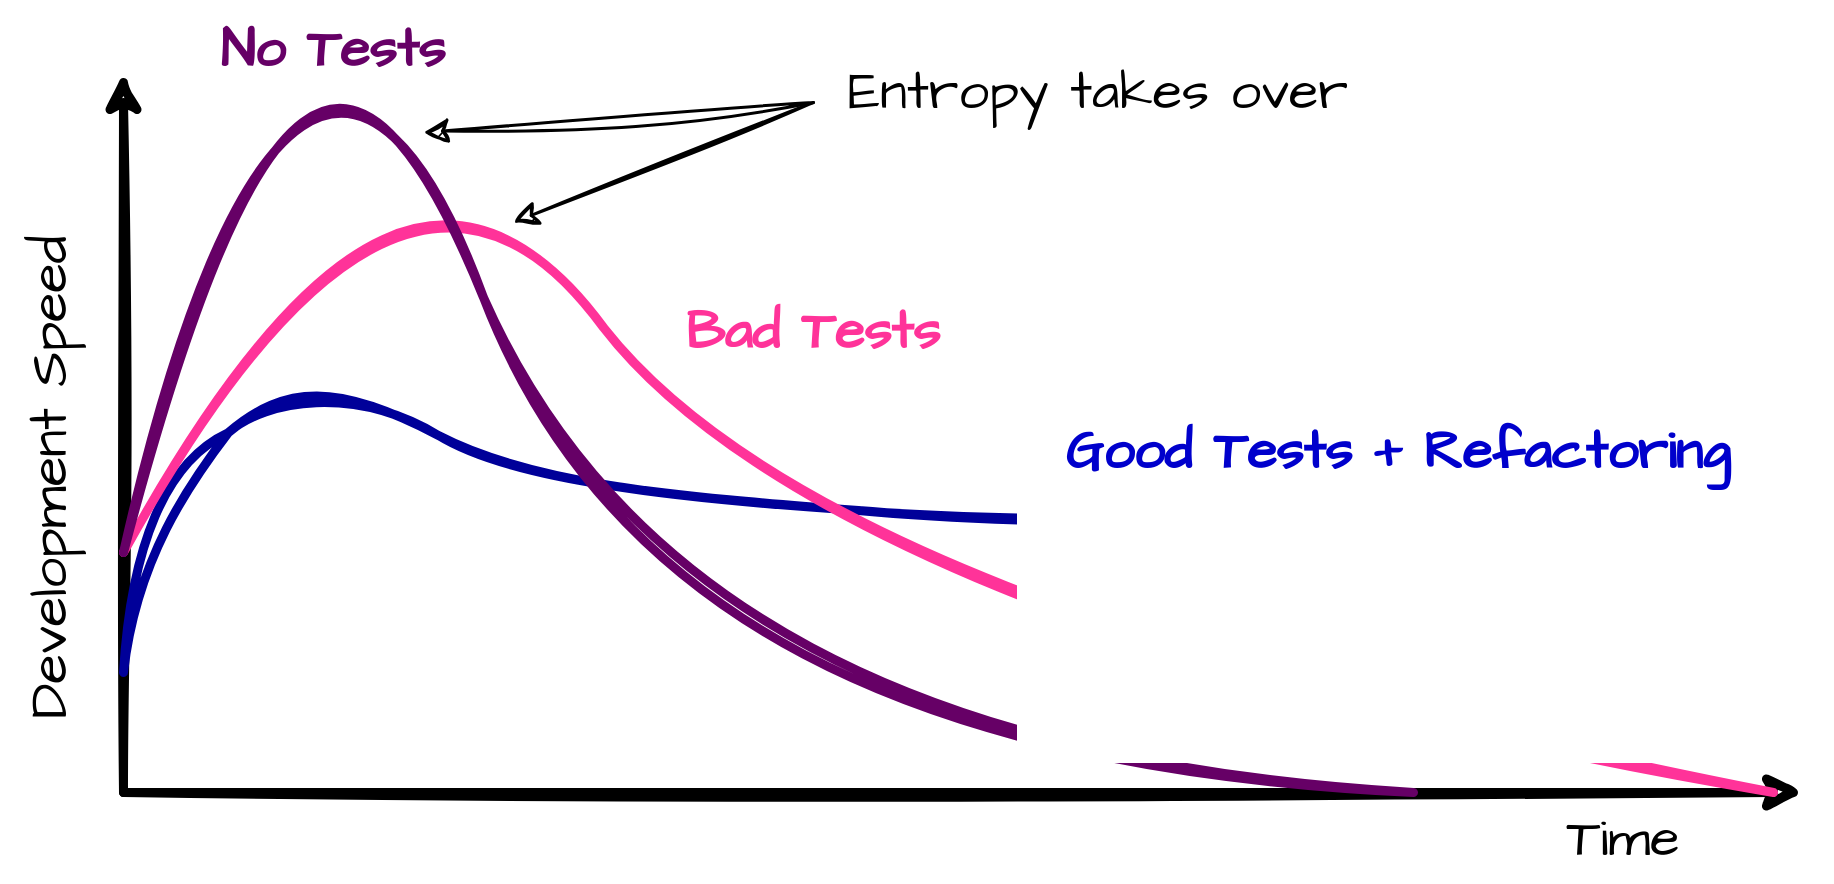 No Tests
Entropy takes over
Development Speed
Bad Tests
Good Tests + Refactoring
Time